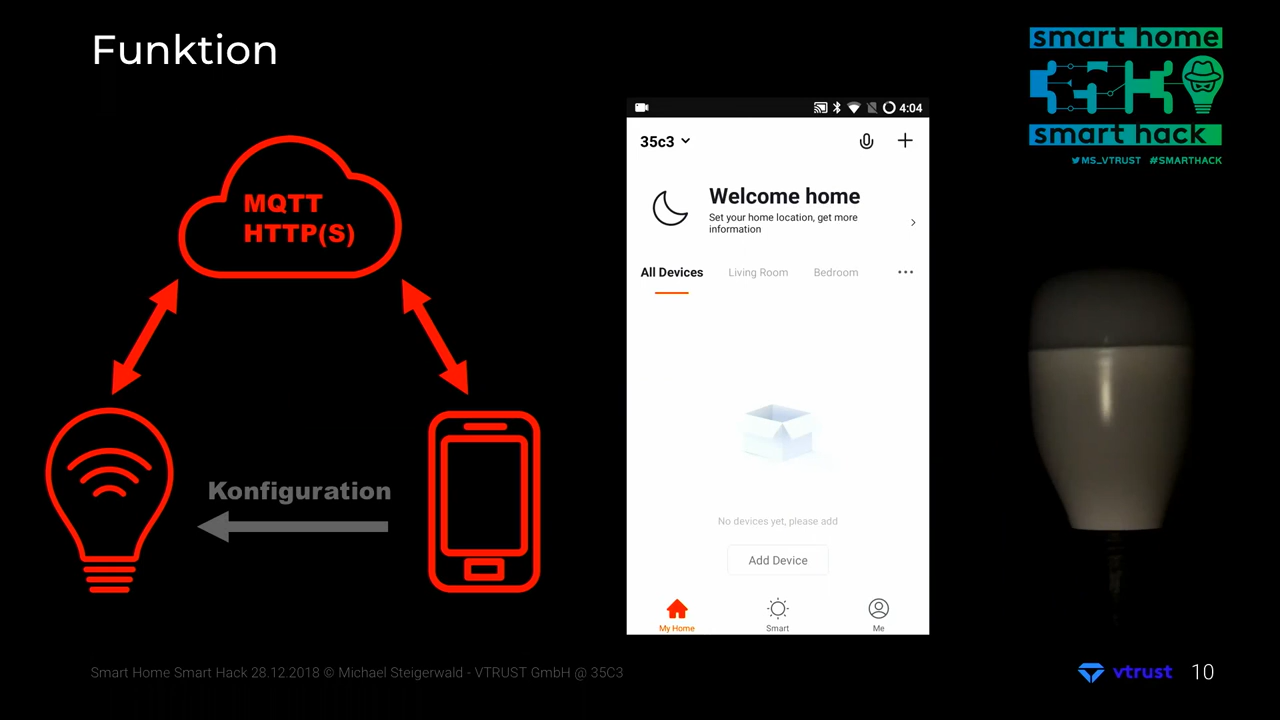 Funktion
smart home
smart hack
MS_VTRUST #SMARTHACK
MQTT
HTTP(S)
Konfiguration
4:04
35c3
Welcome home
Set your home location, get more
information
All Devices
Living Room
Bedroom
No devices yet, please add
Add Device
My Home
Smart
Me
Smart Home Smart Hack 28.12.2018 © Michael Steigerwald - VTRUST GmbH @ 35C3
vtrust
10